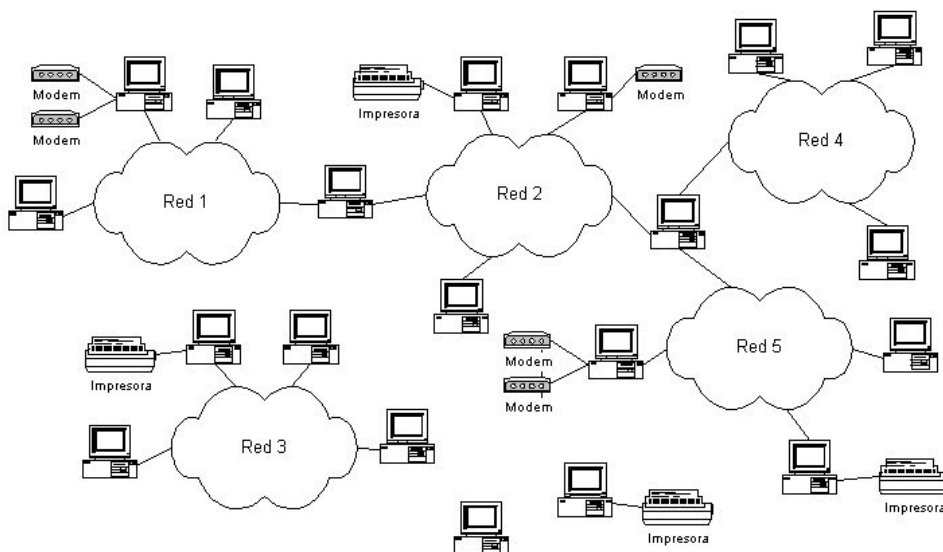 Modem
Modem
Red 1
Impresora
Modem
Red 2
Red 4
Impresora
Red 3
Modem
Modem
Red 5
Impresora
Impresora